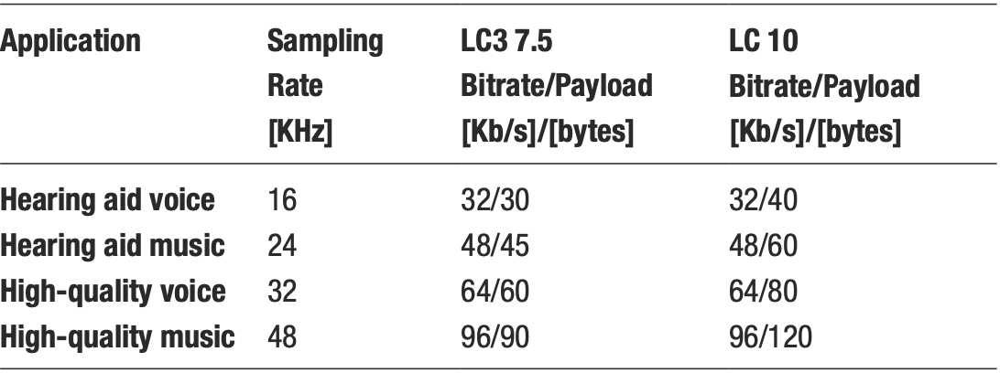 Application Sampling Rate [KHz] LC3 7.5 Bitrate/Payload [Kb/s]/[bytes] LC 10 Bitrate/Payload [Kb/s]/[bytes]
Hearing aid voice 16 32/30 32/40
Hearing aid music 24 48/45 48/60
High-quality voice 32 64/60 64/80
High-quality music 48 96/90 96/120